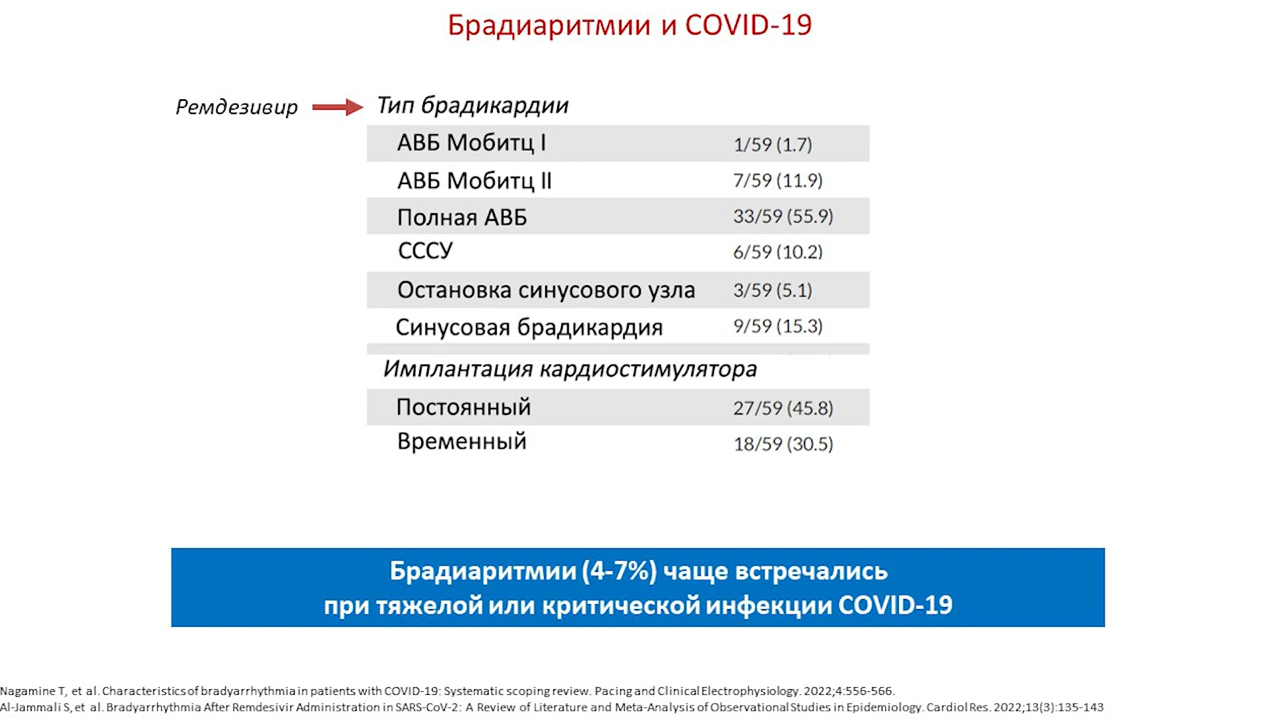 Брадиаритмии и COVID-19
Ремдезивир
Тип брадикардии
АВБ Мобитц I 1/59 (1.7)
АВБ Мобитц II 7/59 (11.9)
Полная АВБ 33/59 (55.9)
СССУ 6/59 (10.2)
Остановка синусового узла 3/59 (5.1)
Синусовая брадикардия 9/59 (15.3)
Имплантация кардиостимулятора
Постоянный 27/59 (45.8)
Временный 18/59 (30.5)
Брадиаритмии (4-7%) чаще встречались
при тяжелой или критической инфекции COVID-19
Nagamine T, et al. Characteristics of bradyarrhythmia in patients with COVID-19: Systematic scoping review. Pacing and Clinical Electrophysiology. 2022;4:556-566.
Al-Jammali S, et al. Bradyarrhythmia After Remdesivir Administration in SARS-CoV-2: A Review of Literature and Meta-Analysis of Observational Studies in Epidemiology. Cardiol Res. 2022;13(3):135-143